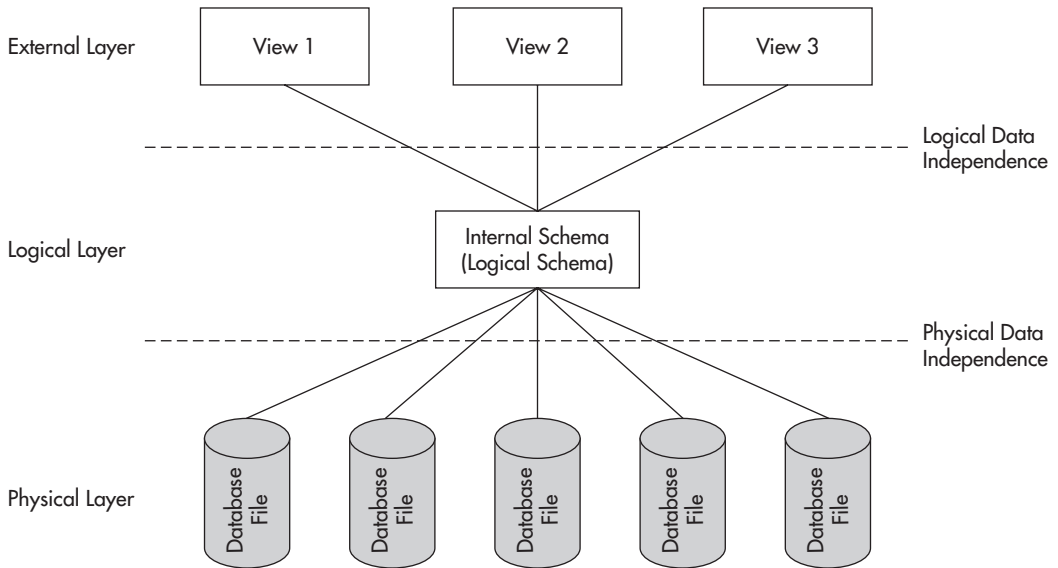 External Layer
View 1
View 2
View 3
Logical Data
Independence
Logical Layer
Internal Schema
(Logical Schema)
Physical Data
Independence
Physical Layer
Database
File
Database
File
Database
File
Database
File
Database
File